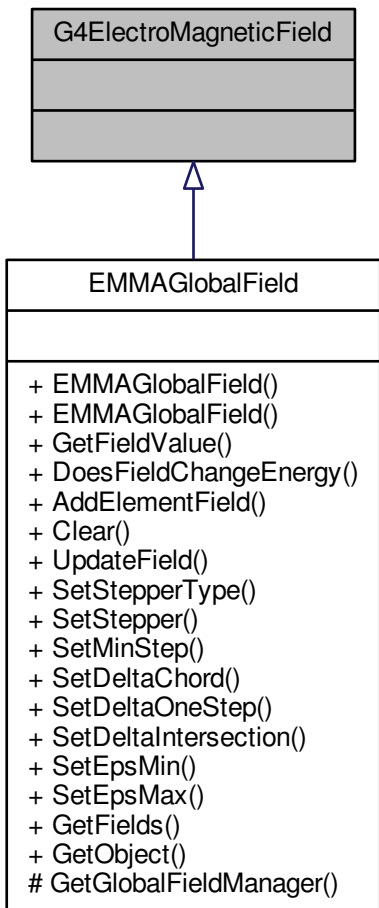 G4ElectroMagneticField
EMMAGlobalField
+ EMMAGlobalField()
+ EMMAGlobalField()
+ GetFieldValue()
+ DoesFieldChangeEnergy()
+ AddElementField()
+ Clear()
+ UpdateField()
+ SetStepperType()
+ SetStepper()
+ SetMinStep()
+ SetDeltaChord()
+ SetDeltaOneStep()
+ SetDeltaIntersection()
+ SetEpsMin()
+ SetEpsMax()
+ GetFields()
+ GetObject()
# GetGlobalFieldManager()